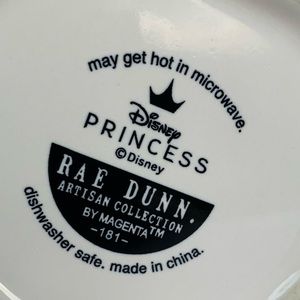 may get hot in microwave.
Disney
PRINCESS
© Disney
RAE DUNN.
ARTISAN COLLECTION
BY MAGENTA™
-181-
dishwasher safe. made in china.